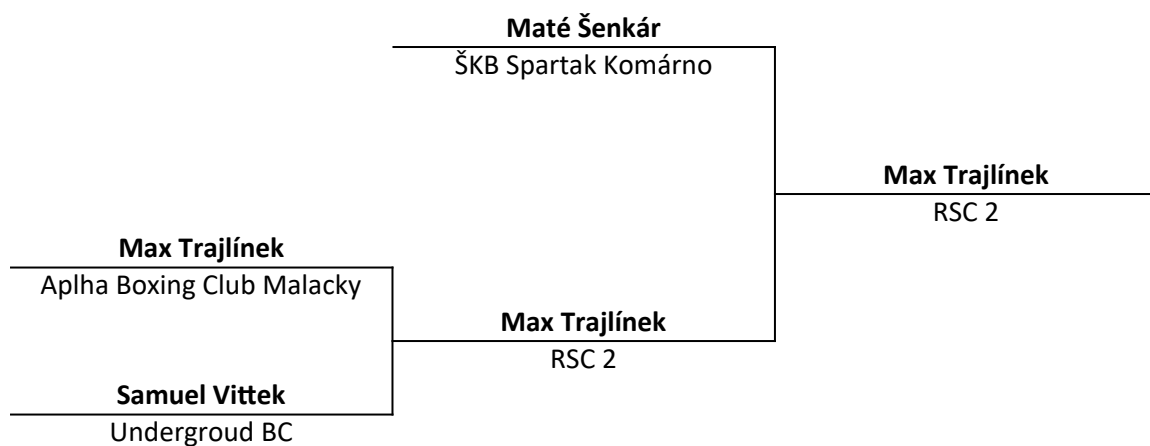 Maté Šenkár
ŠKB Spartak Komárno
Max Trajlínek
RSC 2
Max Trajlínek
Aplha Boxing Club Malacky
Max Trajlínek
RSC 2
Samuel Vittek
Undergroud BC